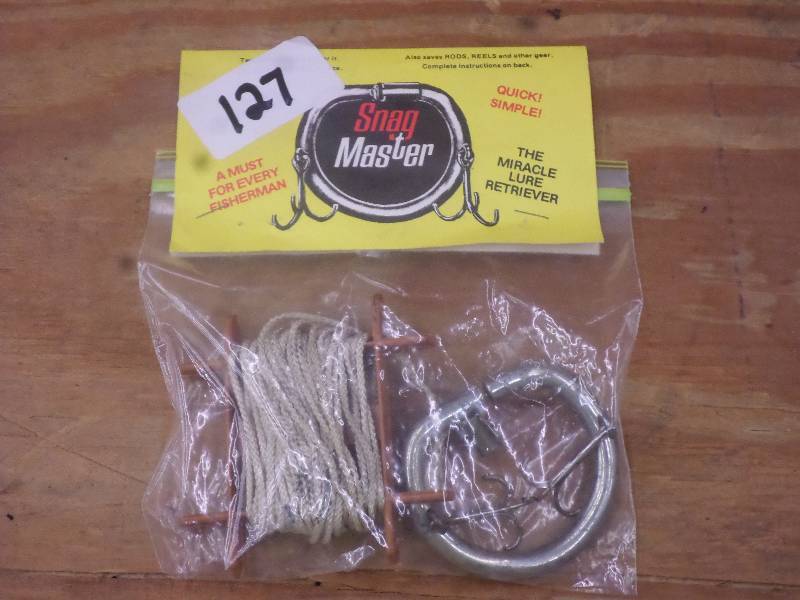 Also saves RODS, REELS and other gear.
Complete instructions on back.
127
Snag
Master
QUICK!
SIMPLE!
A MUST
FOR EVERY
FISHERMAN
THE
MIRACLE
LURE
RETRIEVER